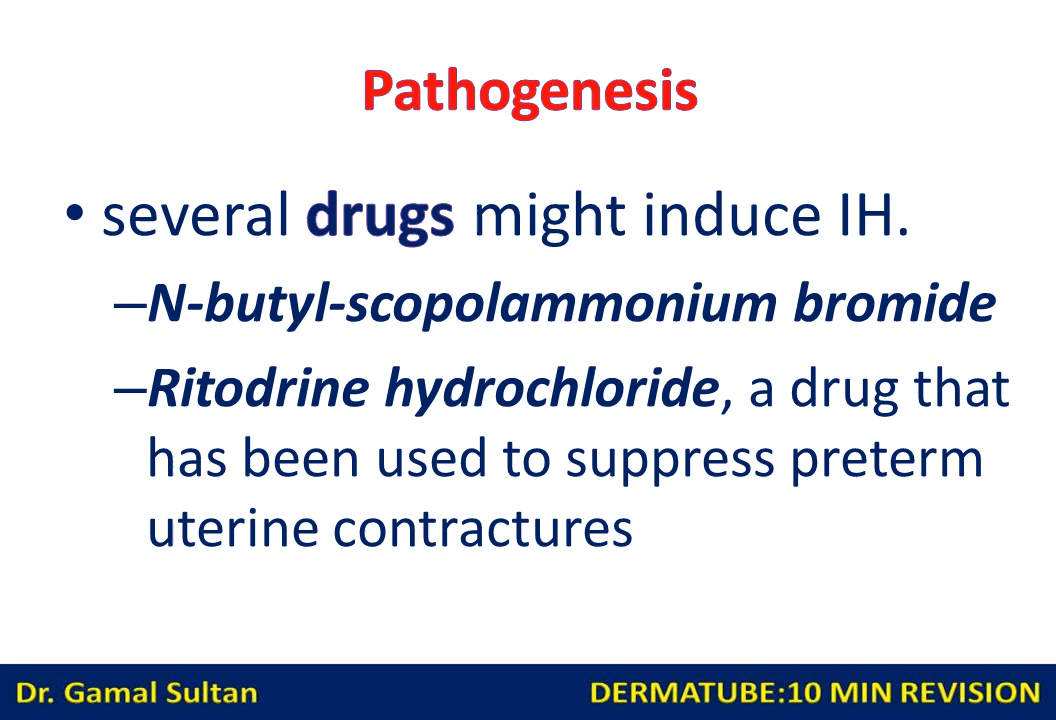 Pathogenesis
• several drugs might induce IH.
–N-butyl-scopolammonium bromide
–Ritodrine hydrochloride, a drug that
has been used to suppress preterm
uterine contractures
Dr. Gamal Sultan
DERMATUBE:10 MIN REVISION